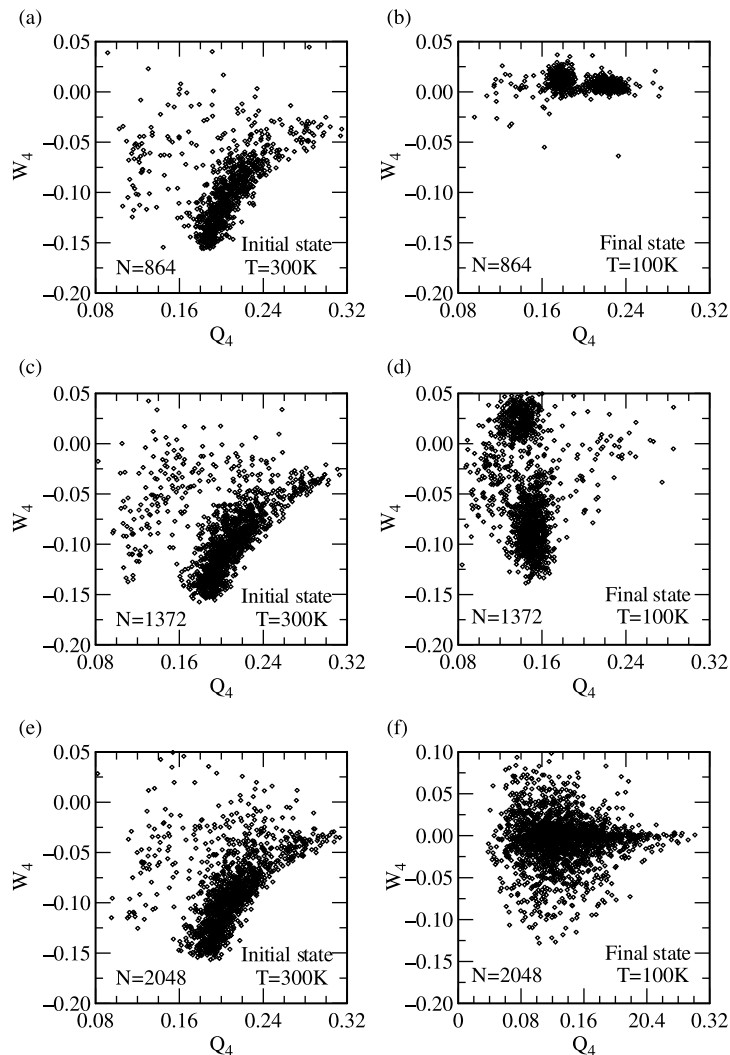 (a)
0.05
0.00
−0.05
−0.10
−0.15
−0.20
W4
Initial state
N=864 T=300K
0.08 0.16 0.24 0.32
Q4
(b)
0.05
0.00
−0.05
−0.10
−0.15
−0.20
W4
Final state
N=864 T=100K
0.08 0.16 0.24 0.32
Q4
(c)
0.05
0.00
−0.05
−0.10
−0.15
−0.20
W4
Initial state
N=1372 T=300K
0.08 0.16 0.24 0.32
Q4
(d)
0.05
0.00
−0.05
−0.10
−0.15
−0.20
W4
Final state
N=1372 T=100K
0.08 0.16 0.24 0.32
Q4
(e)
0.05
0.00
−0.05
−0.10
−0.15
−0.20
W4
Initial state
N=2048 T=300K
0.08 0.16 0.24 0.32
Q4
(f)
0.10
0.05
0.00
−0.05
−0.10
−0.15
−0.20
W4
Final state
N=2048 T=100K
0 0.08 0.16 20.4 0.32
Q4